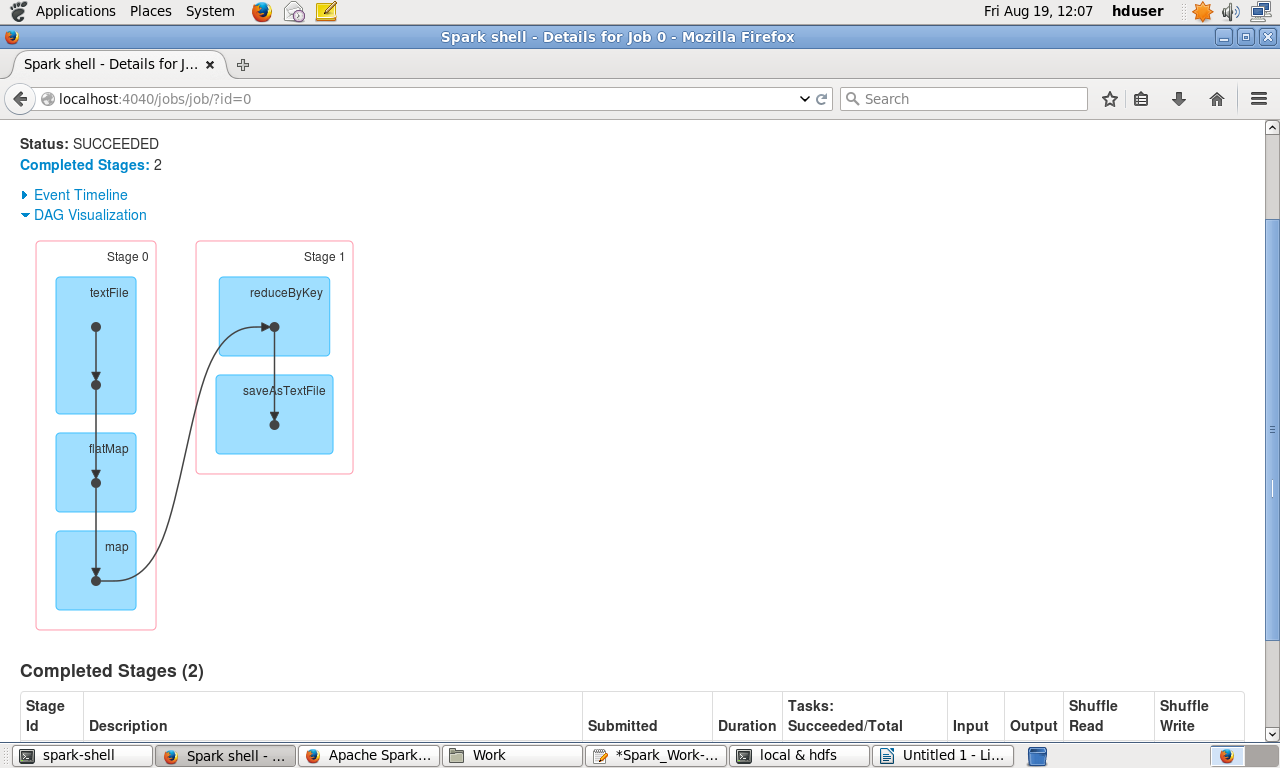 Applications Places System Fri Aug 19, 12:07 hduser
Spark shell - Details for Job 0 - Mozilla Firefox
Spark shell - Details for J...
localhost:4040/jobs/job/?id=0 Search
Status: SUCCEEDED
Completed Stages: 2
Event Timeline
DAG Visualization
Stage 0
textFile
flatMap
map
Stage 1
reduceByKey
saveAsTextFile
Completed Stages (2)
Stage Id Description Submitted Duration Tasks: Succeeded/Total Input Output Shuffle Read Shuffle Write
spark-shell Spark shell - ... Apache Spark... Work *Spark_Work-... local & hdfs Untitled 1 - Li...